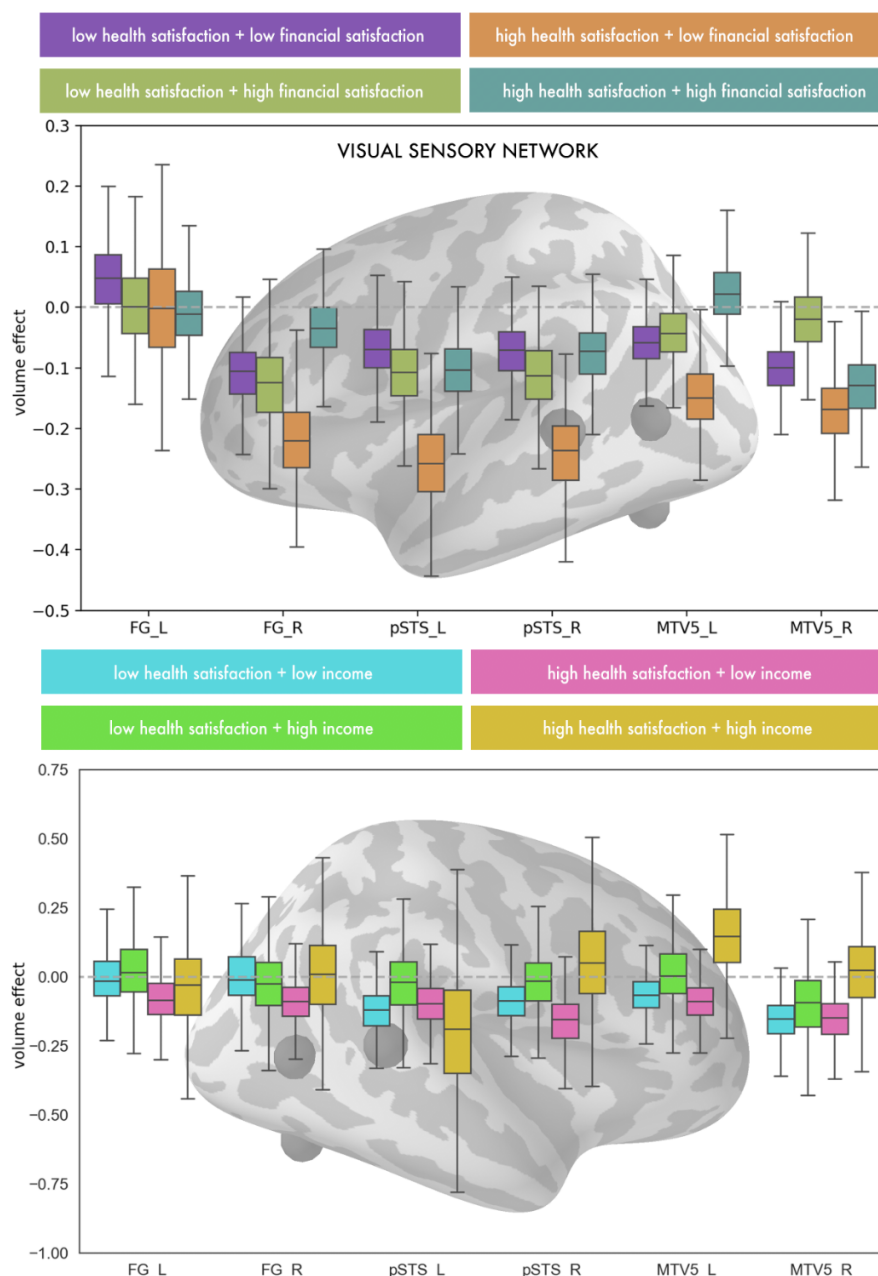 low health satisfaction + low financial satisfaction
high health satisfaction + low financial satisfaction
low health satisfaction + high financial satisfaction
high health satisfaction + high financial satisfaction
VISUAL SENSORY NETWORK
volume effect
0.3
0.2
0.1
0.0
−0.1
−0.2
−0.3
−0.4
−0.5
FG_L
FG_R
pSTS_L
pSTS_R
MTV5_L
MTV5_R
low health satisfaction + low income
high health satisfaction + low income
low health satisfaction + high income
high health satisfaction + high income
volume effect
0.75
0.50
0.25
0.00
−0.25
−0.50
−0.75
−1.00
FG_L
FG_R
pSTS_L
pSTS_R
MTV5_L
MTV5_R